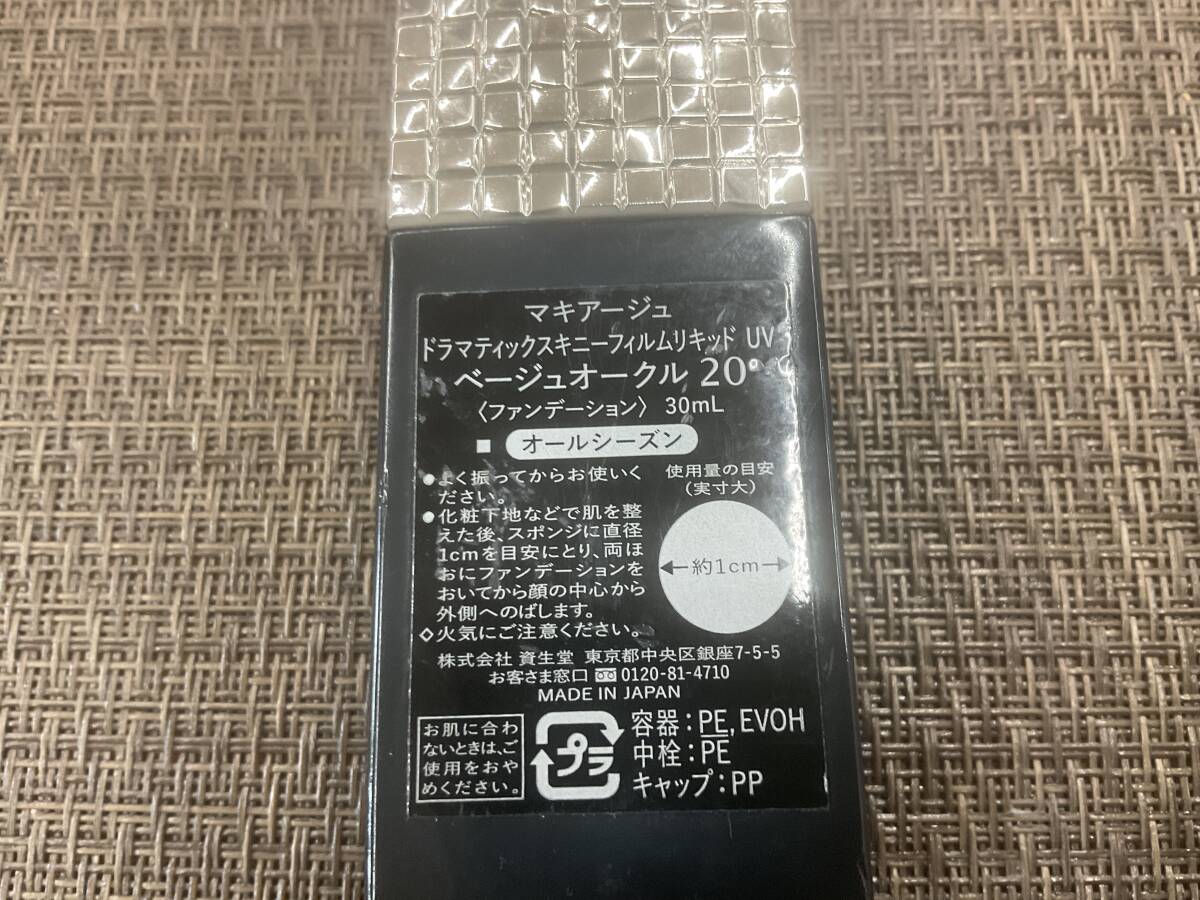 マキアージュ
ドラマティックスキニーフィルムリキッド UV
ベージュオークル 20
〈ファンデーション〉 30mL
■ オールシーズン
●よく振ってからお使いく
ださい。
●化粧下地などで肌を整
えた後、スポンジに直径
1cmを目安にとり、両ほ
おにファンデーションを
おいてから顔の中心から
外側へのばします。
◇火気にご注意ください。
使用量の目安
(実寸大)
約1cm
株式会社 資生堂 東京都中央区銀座7-5-5
お客さま窓口 0120-81-4710
MADE IN JAPAN
お肌に合わ
ないときは、ご
使用をおや
めください。
プラ
容器:PE, EVOH
中栓:PE
キャップ:PP